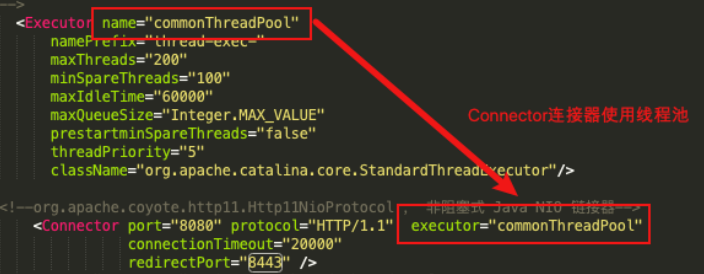 -->
<Executor name="commonThreadPool"
namePrefix="thread-exec-"
maxThreads="200"
minSpareThreads="100"
maxIdleTime="60000"
maxQueueSize="Integer.MAX_VALUE"
prestartminSpareThreads="false"
threadPriority="5"
className="org.apache.catalina.core.StandardThreadExecutor"/>
Connector连接器使用线程池
<!--org.apache.coyote.http11.Http11NioProtocol , 非阻塞式 Java NIO 链接器-->
<Connector port="8080" protocol="HTTP/1.1" executor="commonThreadPool"
connectionTimeout="20000"
redirectPort="8443" />